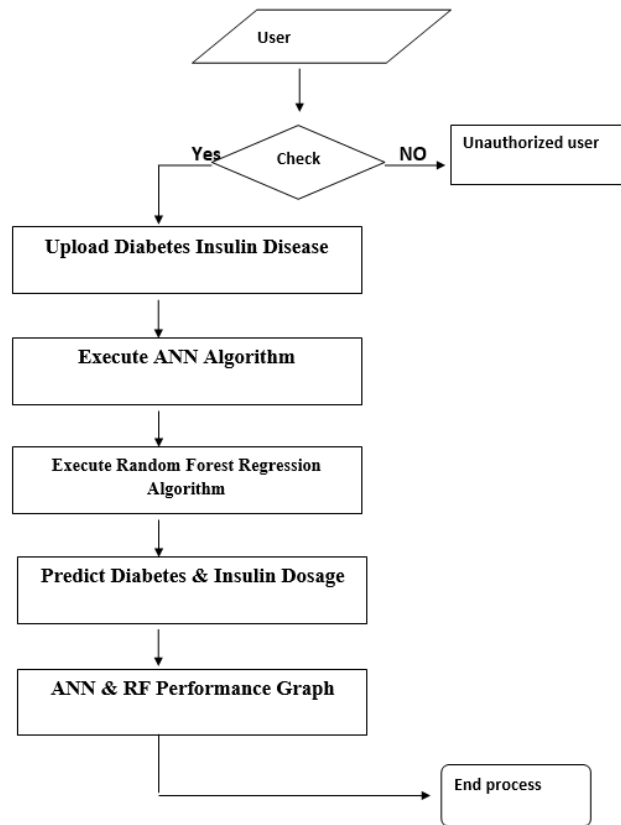 User
Yes
Check
NO
Unauthorized user
Upload Diabetes Insulin Disease
Execute ANN Algorithm
Execute Random Forest Regression
Algorithm
Predict Diabetes & Insulin Dosage
ANN & RF Performance Graph
End process